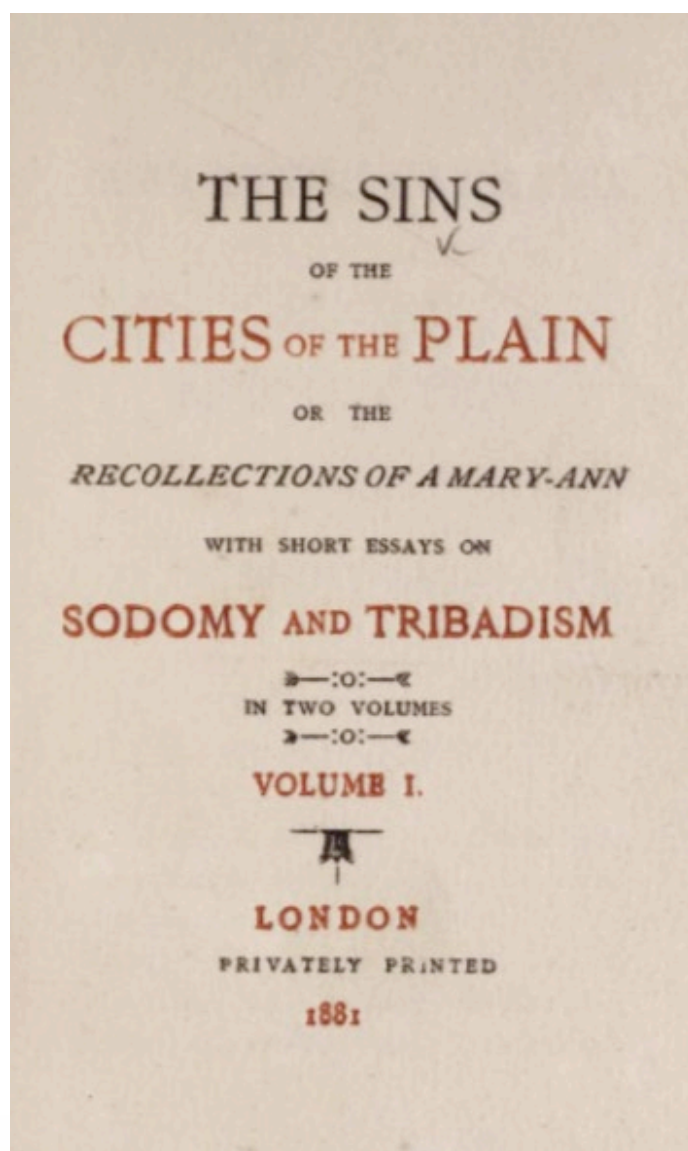 THE SINS
OF THE
CITIES OF THE PLAIN
OR THE
RECOLLECTIONS OF A MARY-ANN
WITH SHORT ESSAYS ON
SODOMY AND TRIBADISM
:O:
IN TWO VOLUMES
:O:
VOLUME I.
LONDON
PRIVATELY PRINTED
1881